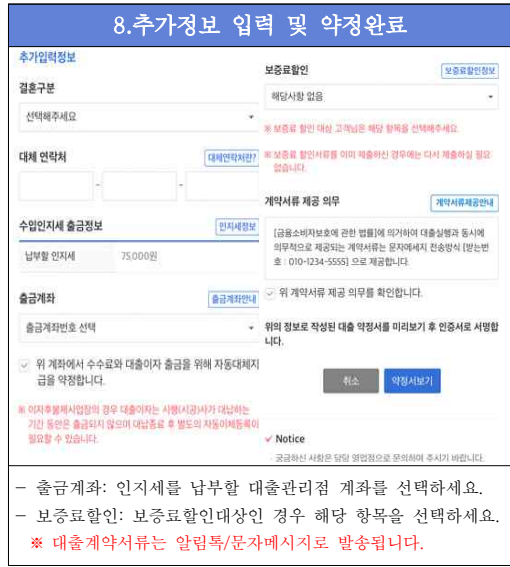 8.추가정보 입력 및 약정완료
추가입력정보
결혼구분
선택해주세요
대체 연락처
대체연락처란?
-
-
수입인지세 출금정보
인지세정보
납부할 인지세
75,000원
출금계좌
출금계좌안내
출금계좌번호 선택
위 계좌에서 수수료와 대출이자 출금을 위해 자동대체지
급을 약정합니다.
※ 이자후불제사업장의 경우 대출이자는 시행(시공)사가 대납하는
기간 동안은 출금되지 않으며 대납종료 후 별도의 자동이체등록이
필요할 수 있습니다.
보증료할인
보증료할인정보
해당사항 없음
※ 보증료 할인 대상 고객님은 해당 항목을 선택해주세요.
※ 보증료 할인서류를 이미 제출하신 경우에는 다시 제출하실 필요
없습니다.
계약서류 제공 의무
계약서류제공안내
[금융소비자보호에 관한 법률]에 의거하여 대출실행과 동시에
의무적으로 제공되는 계약서류는 문자메세지 전송방식 [받는번
호 : 010-1234-5555] 으로 제공합니다.
위 계약서류 제공 의무를 확인합니다.
위의 정보로 작성된 대출 약정서를 미리보기 후 인증서로 서명합
니다.
취소
약정서보기
Notice
· 궁금하신 사항은 담당 영업점으로 문의하여 주시기 바랍니다.
- 출금계좌: 인지세를 납부할 대출관리점 계좌를 선택하세요.
- 보증료할인: 보증료할인대상인 경우 해당 항목을 선택하세요.
※ 대출계약서류는 알림톡/문자메시지로 발송됩니다.